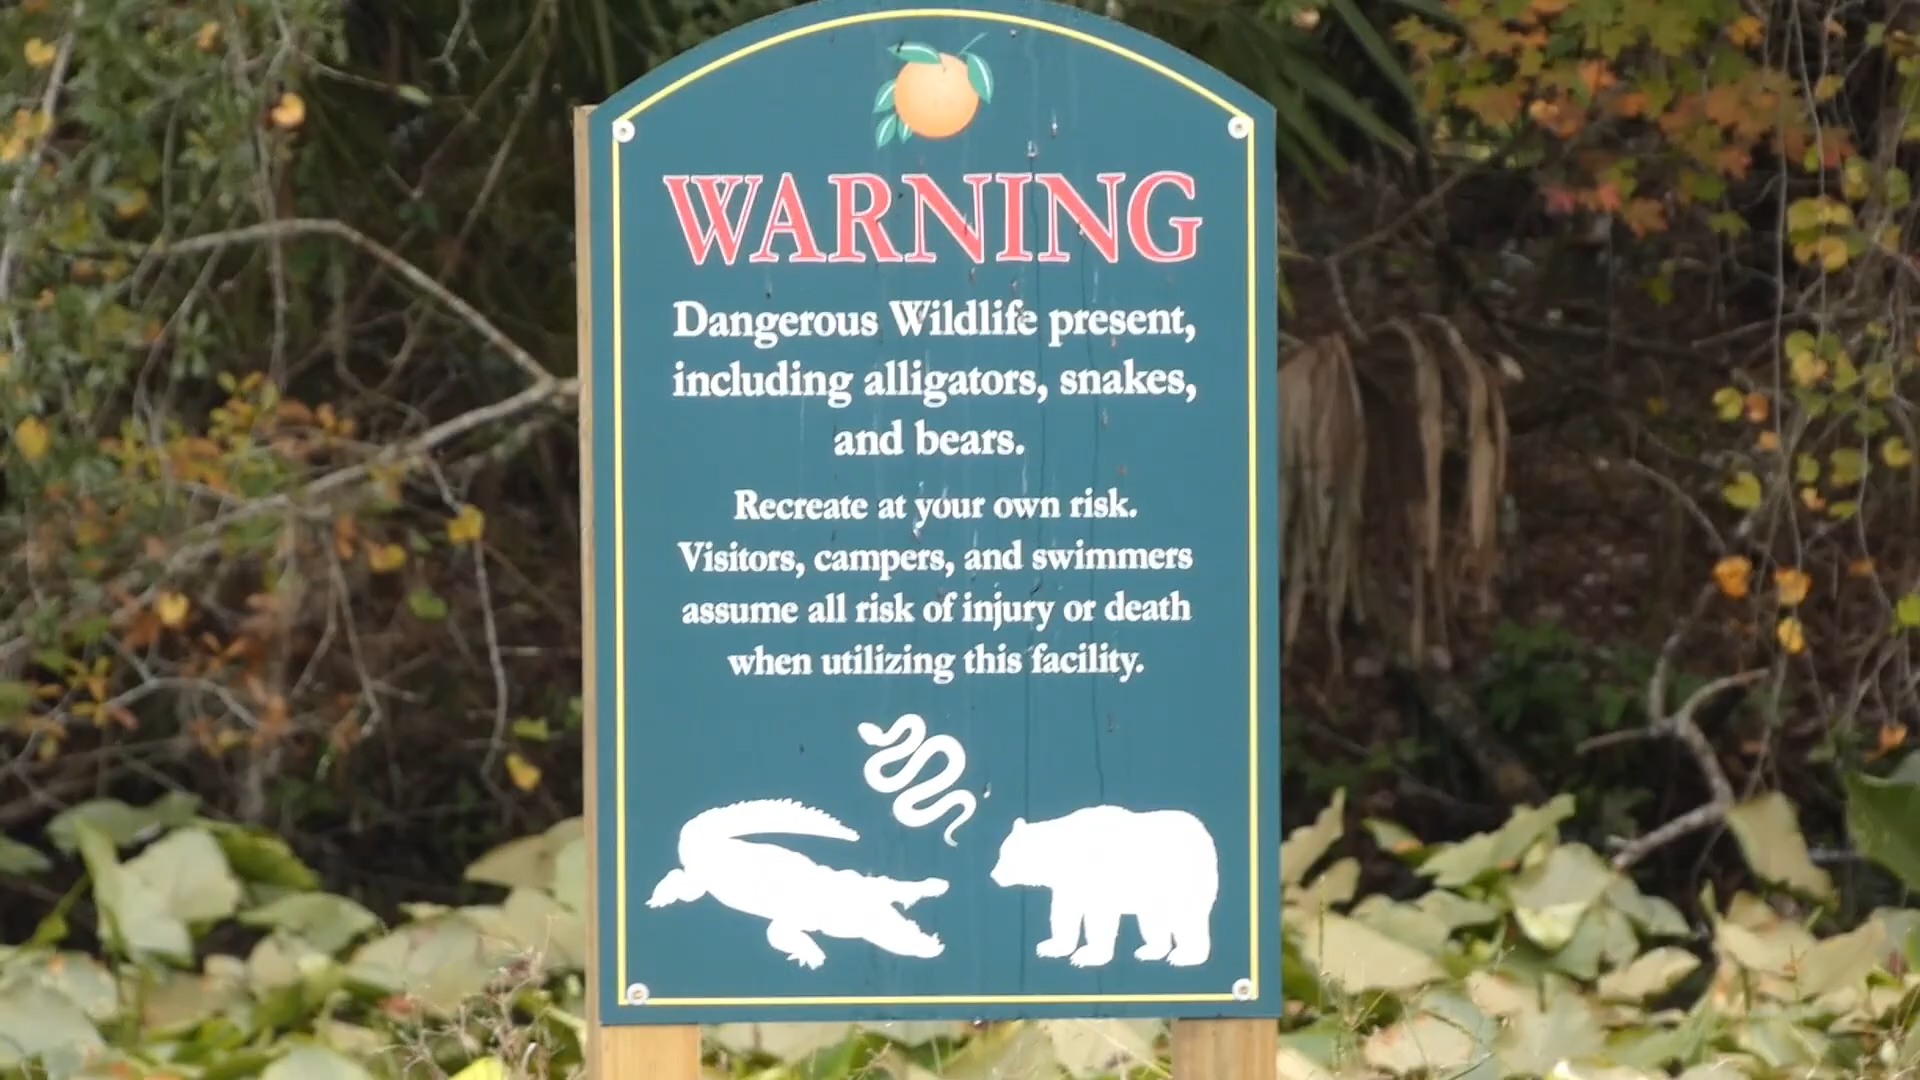 WARNING
Dangerous Wildlife present,
including alligators, snakes,
and bears.
Recreate at your own risk.
Visitors, campers, and swimmers
assume all risk of injury or death
when utilizing this facility.